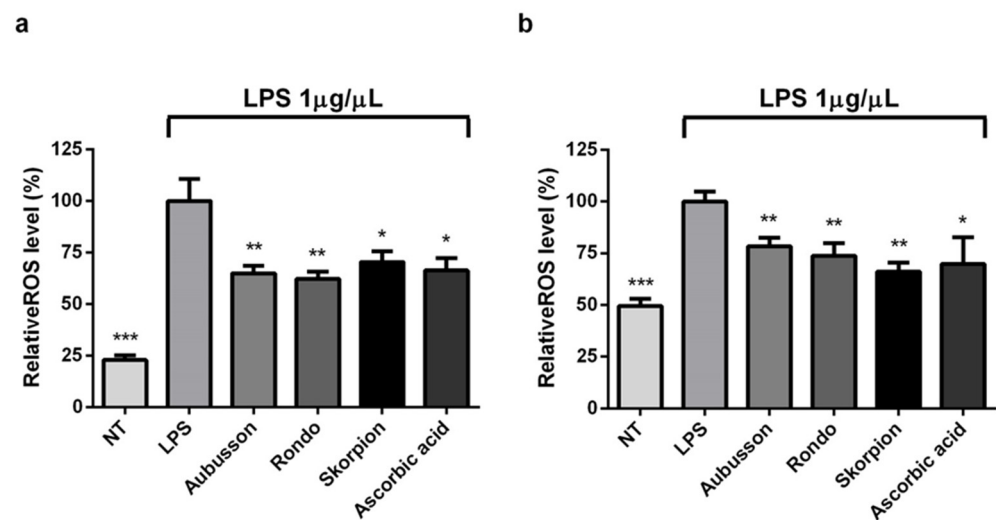 a
LPS 1μg/μL
RelativeROS level (%)
125
100
75
50
25
0
***
**
**
*
*
NT
LPS
Aubusson
Rondo
Skorpion
Ascorbic acid
b
LPS 1μg/μL
RelativeROS level (%)
125
100
75
50
25
0
***
**
**
**
*
NT
LPS
Aubusson
Rondo
Skorpion
Ascorbic acid